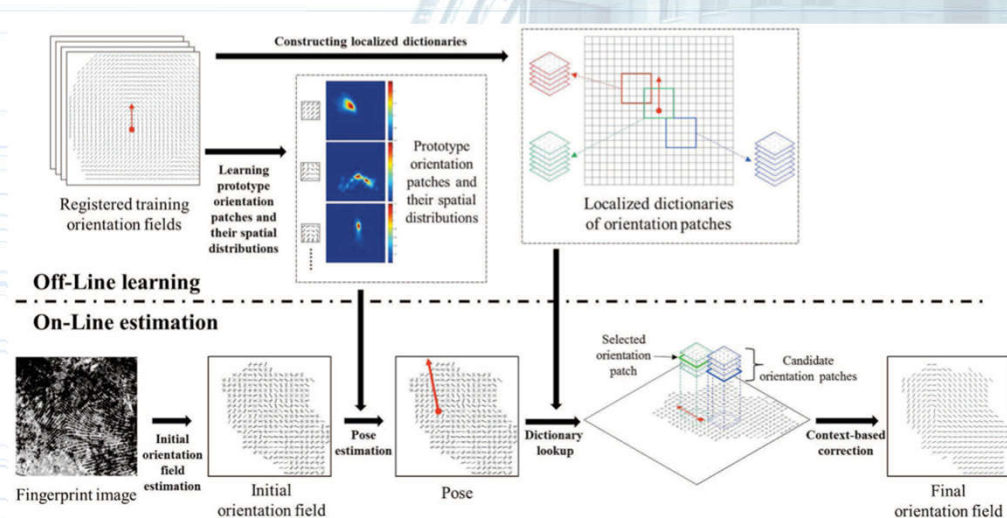 Constructing localized dictionaries
Registered training
orientation fields
Learning
prototype
orientation
patches and
their spatial
distributions
Prototype
orientation
patches and
their spatial
distributions
Localized dictionaries
of orientation patches
Off-Line learning
On-Line estimation
Fingerprint image
Initial
orientation
field
estimation
Initial
orientation field
Pose
estimation
Pose
Dictionary
lookup
Selected
orientation
patch
Candidate
orientation patches
Context-based
correction
Final
orientation field